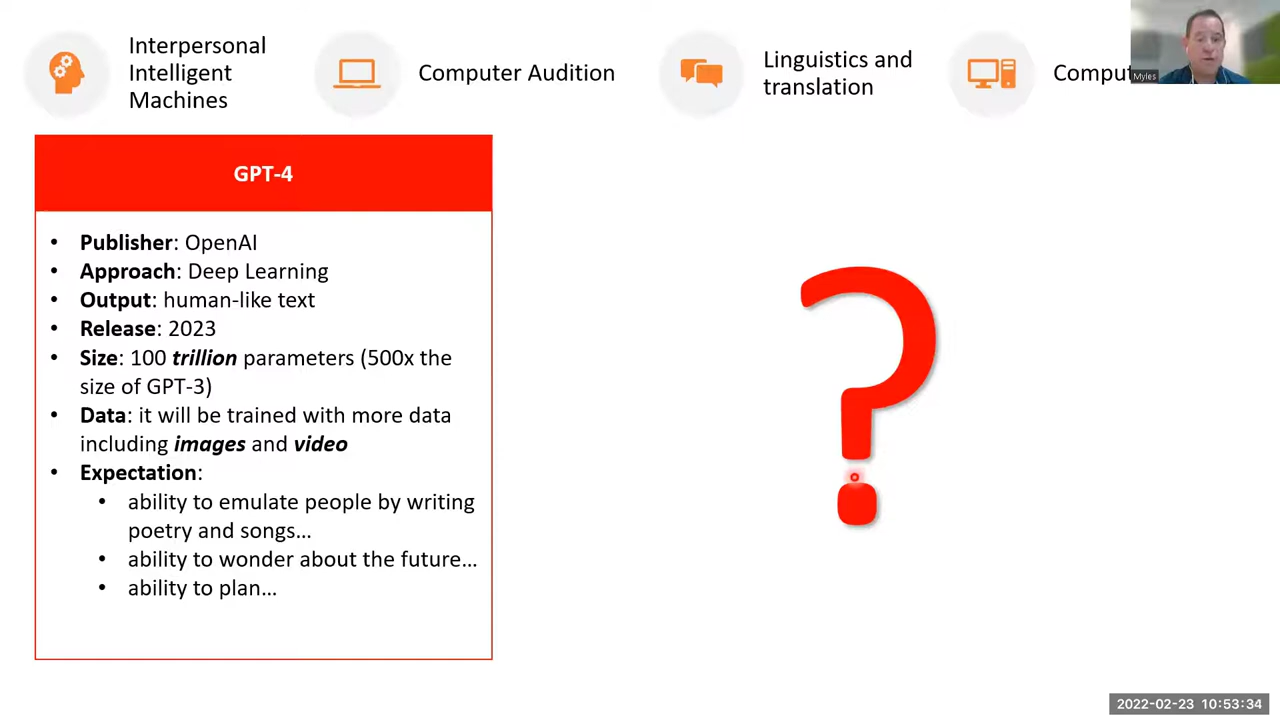 Interpersonal
Intelligent
Machines
Computer Audition
Linguistics and
translation
Comput
Myles
GPT-4
• Publisher: OpenAI
• Approach: Deep Learning
• Output: human-like text
• Release: 2023
• Size: 100 trillion parameters (500x the
size of GPT-3)
• Data: it will be trained with more data
including images and video
• Expectation:
• ability to emulate people by writing
poetry and songs…
• ability to wonder about the future…
• ability to plan…
?
2022-02-23 10:53:34